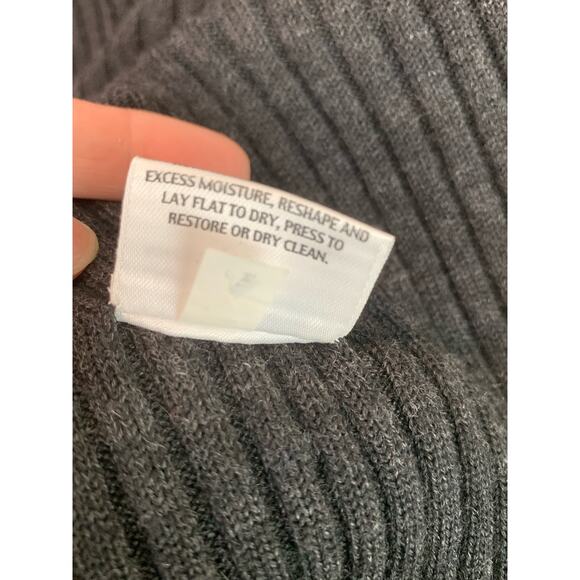 EXCESS MOISTURE, RESHAPE AND
LAY FLAT TO DRY, PRESS TO
RESTORE OR DRY CLEAN.